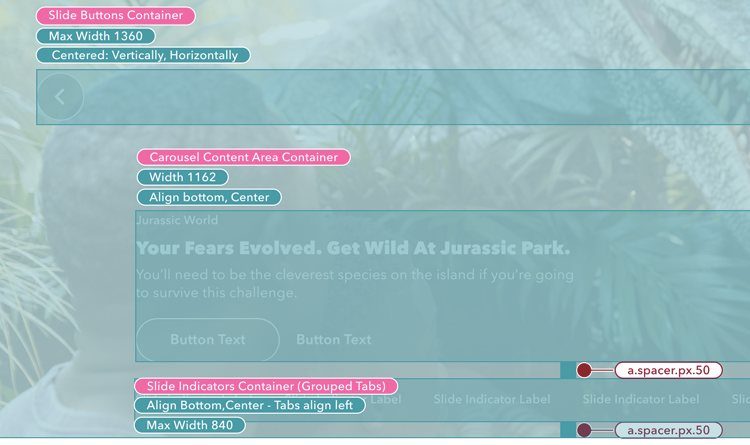 Slide Buttons Container
Max Width 1360
Centered: Vertically, Horizontally
Carousel Content Area Container
Width 1162
Align bottom, Center
Jurassic World
Your Fears Evolved. Get Wild At Jurassic Park.
You'll need to be the cleverest species on the island if you're going
to survive this challenge.
Button Text Button Text
a.spacer.px.50
Slide Indicators Container (Grouped Tabs)
Align Bottom,Center - Tabs align left
Label Slide Indicator Label Slide Indicator Label
Max Width 840
a.spacer.px.50